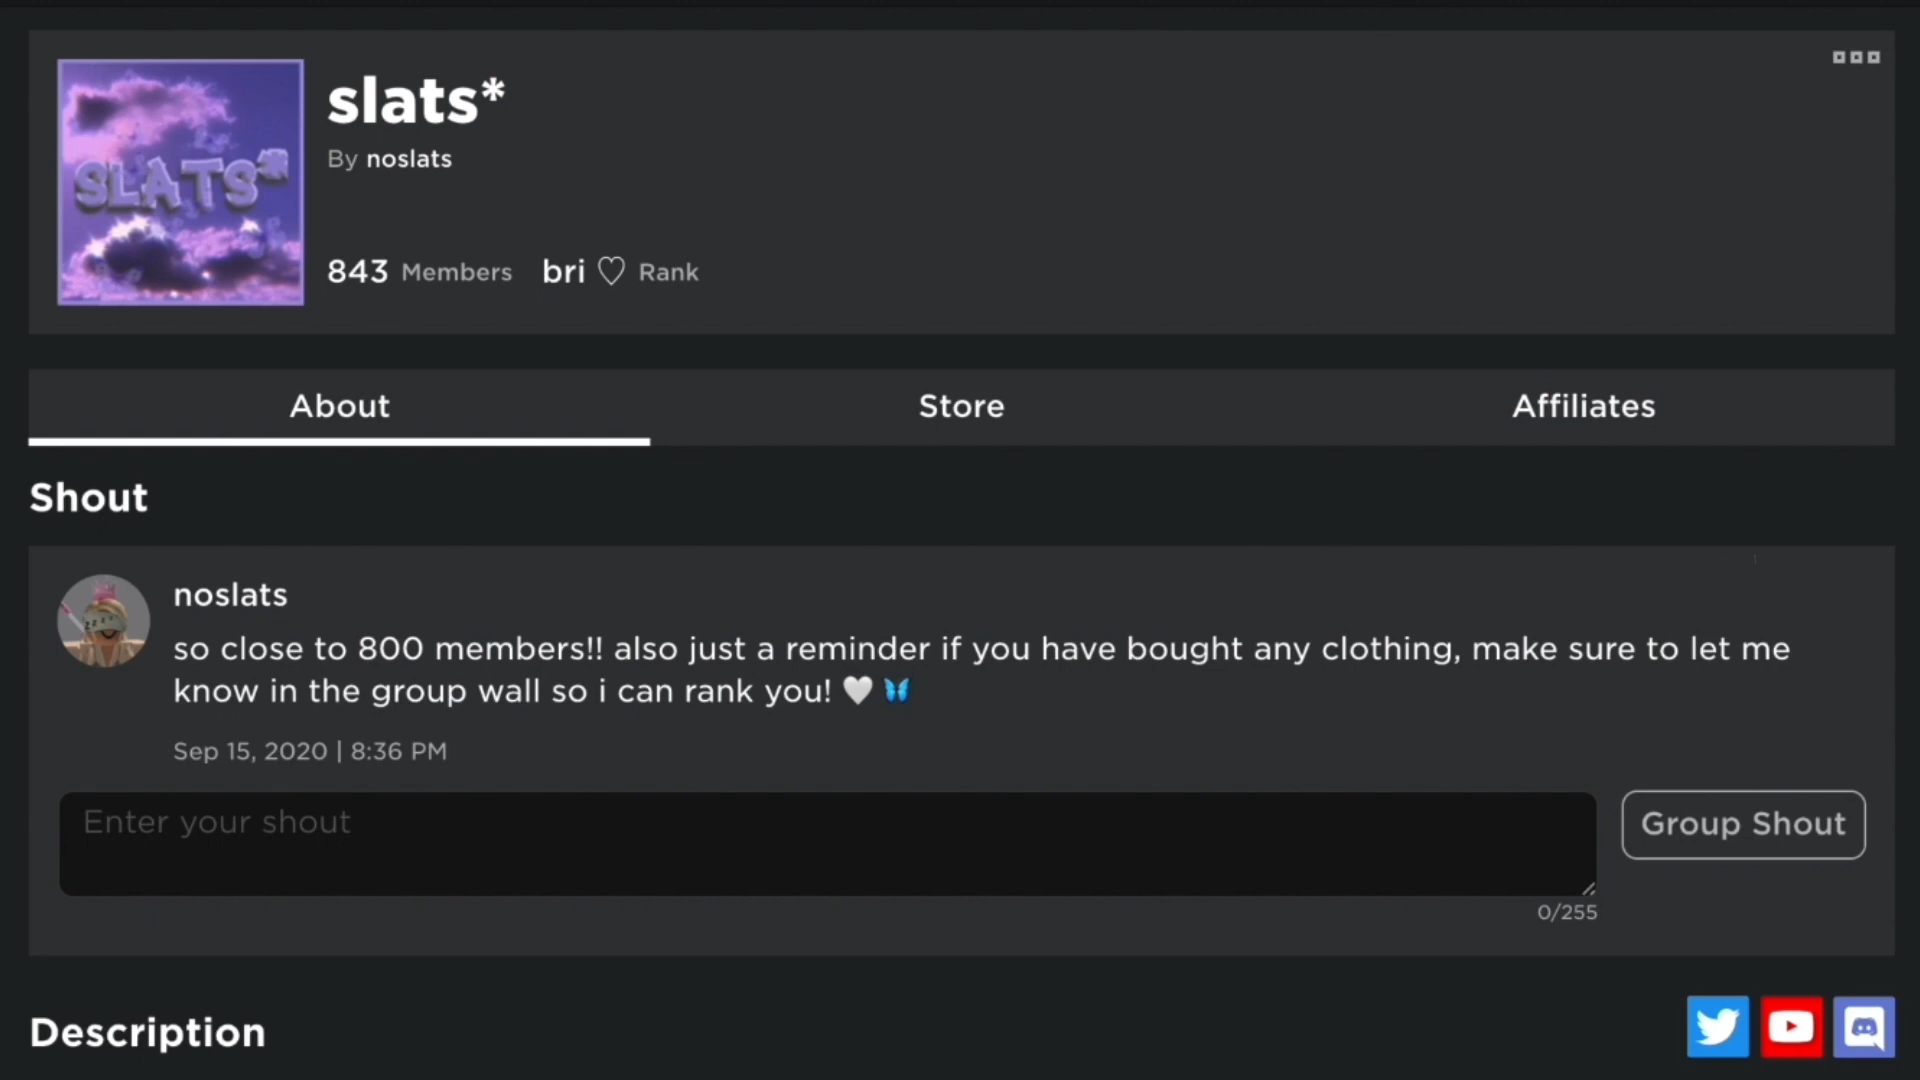 SLATS*
slats*
By noslats
843 Members bri ♡ Rank
About Store Affiliates
Shout
noslats
so close to 800 members!! also just a reminder if you have bought any clothing, make sure to let me
know in the group wall so i can rank you! 🤍 🦋
Sep 15, 2020 | 8:36 PM
Enter your shout
Group Shout
0/255
Description